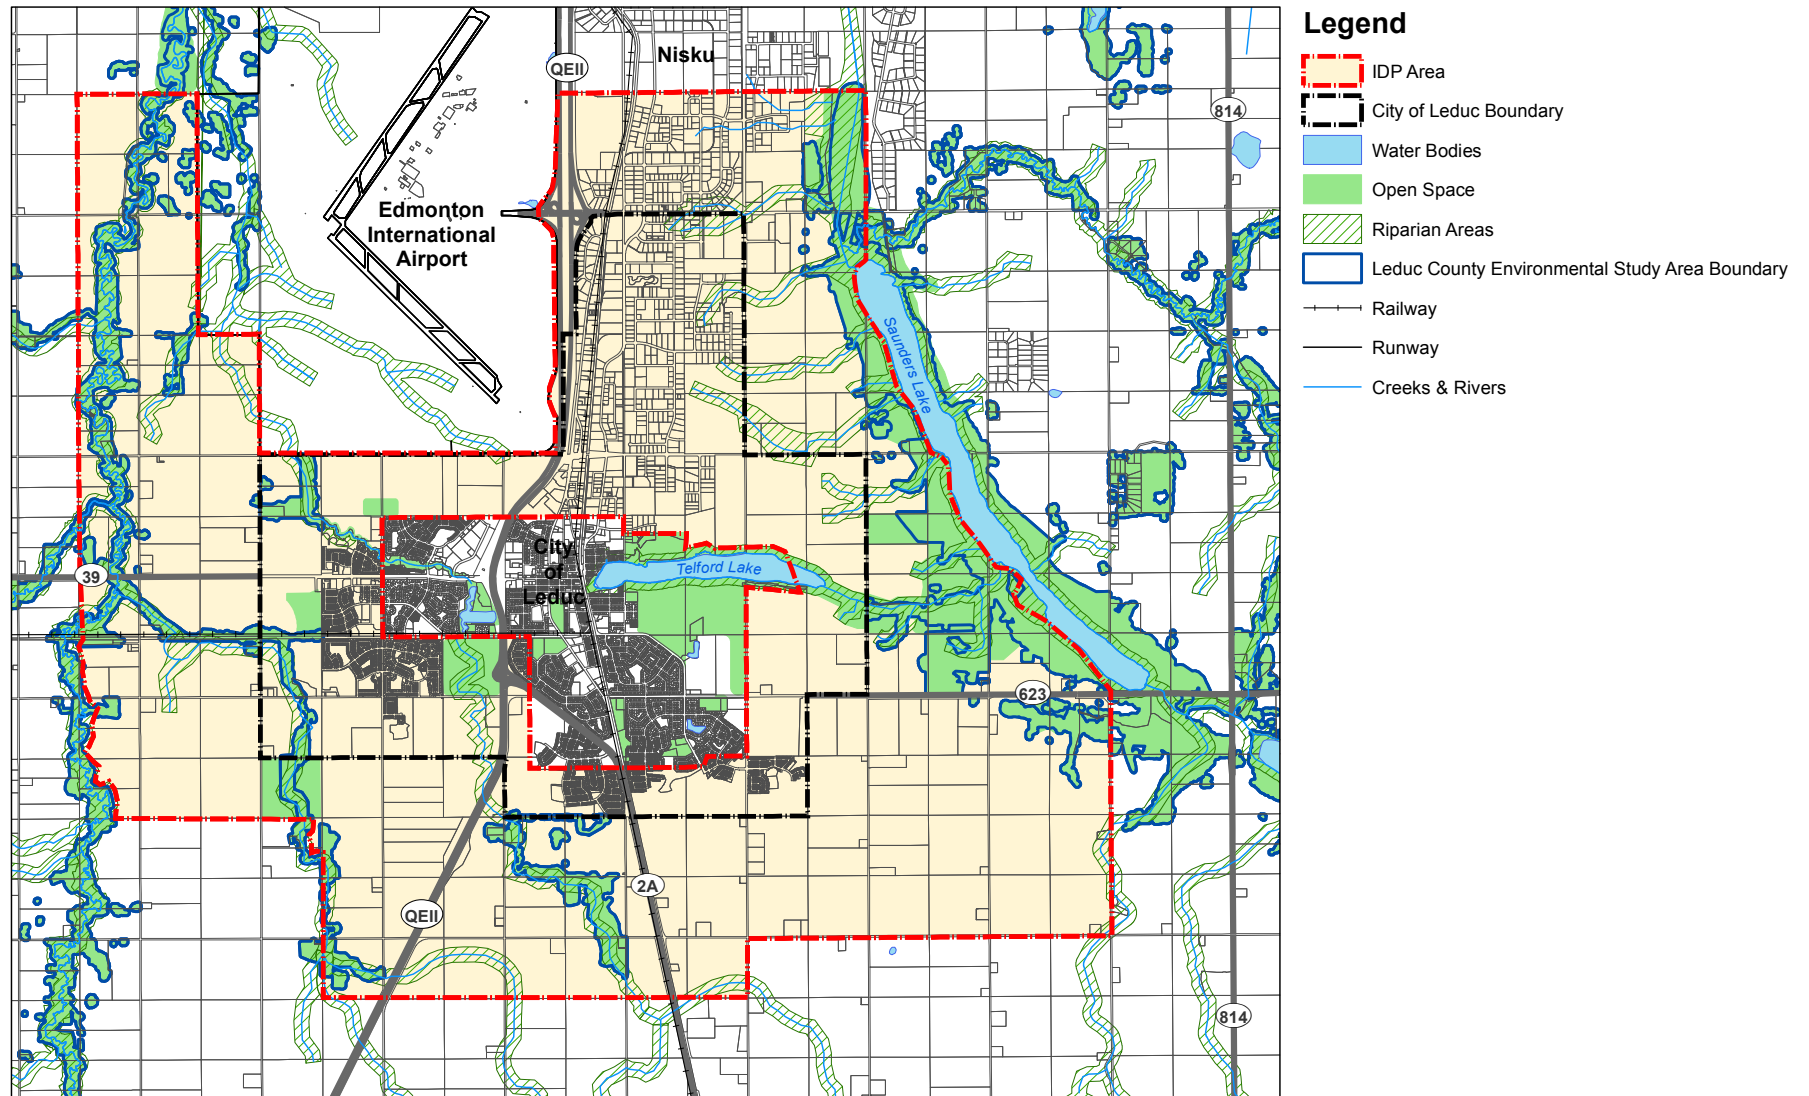 Nisku
QEII
814
Edmonton
International
Airport
Saunders Lake
City
of
Leduc
Telford Lake
39
623
2A
QEII
814
Legend
IDP Area
City of Leduc Boundary
Water Bodies
Open Space
Riparian Areas
Leduc County Environmental Study Area Boundary
Railway
Runway
Creeks & Rivers